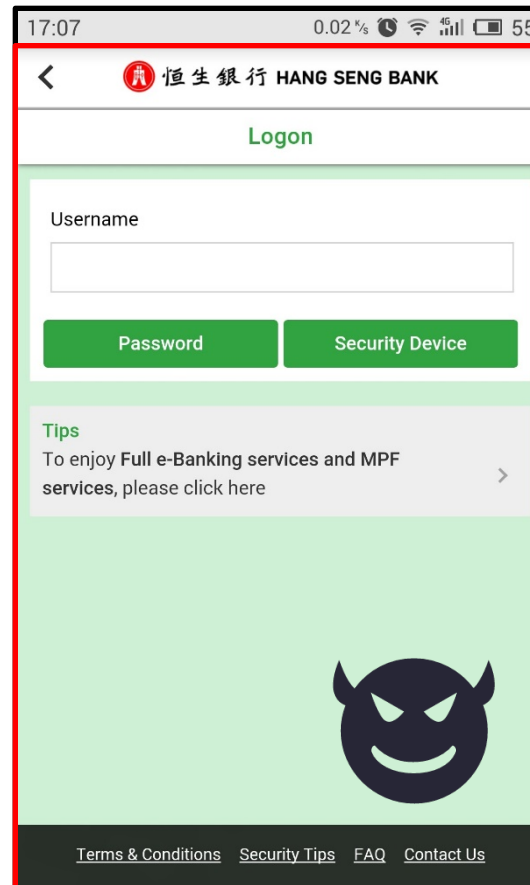 17:07 0.02 K/s 4G 55
恒生銀行 HANG SENG BANK
Logon
Username
Password Security Device
Tips
To enjoy Full e-Banking services and MPF
services, please click here
Terms & Conditions Security Tips FAQ Contact Us